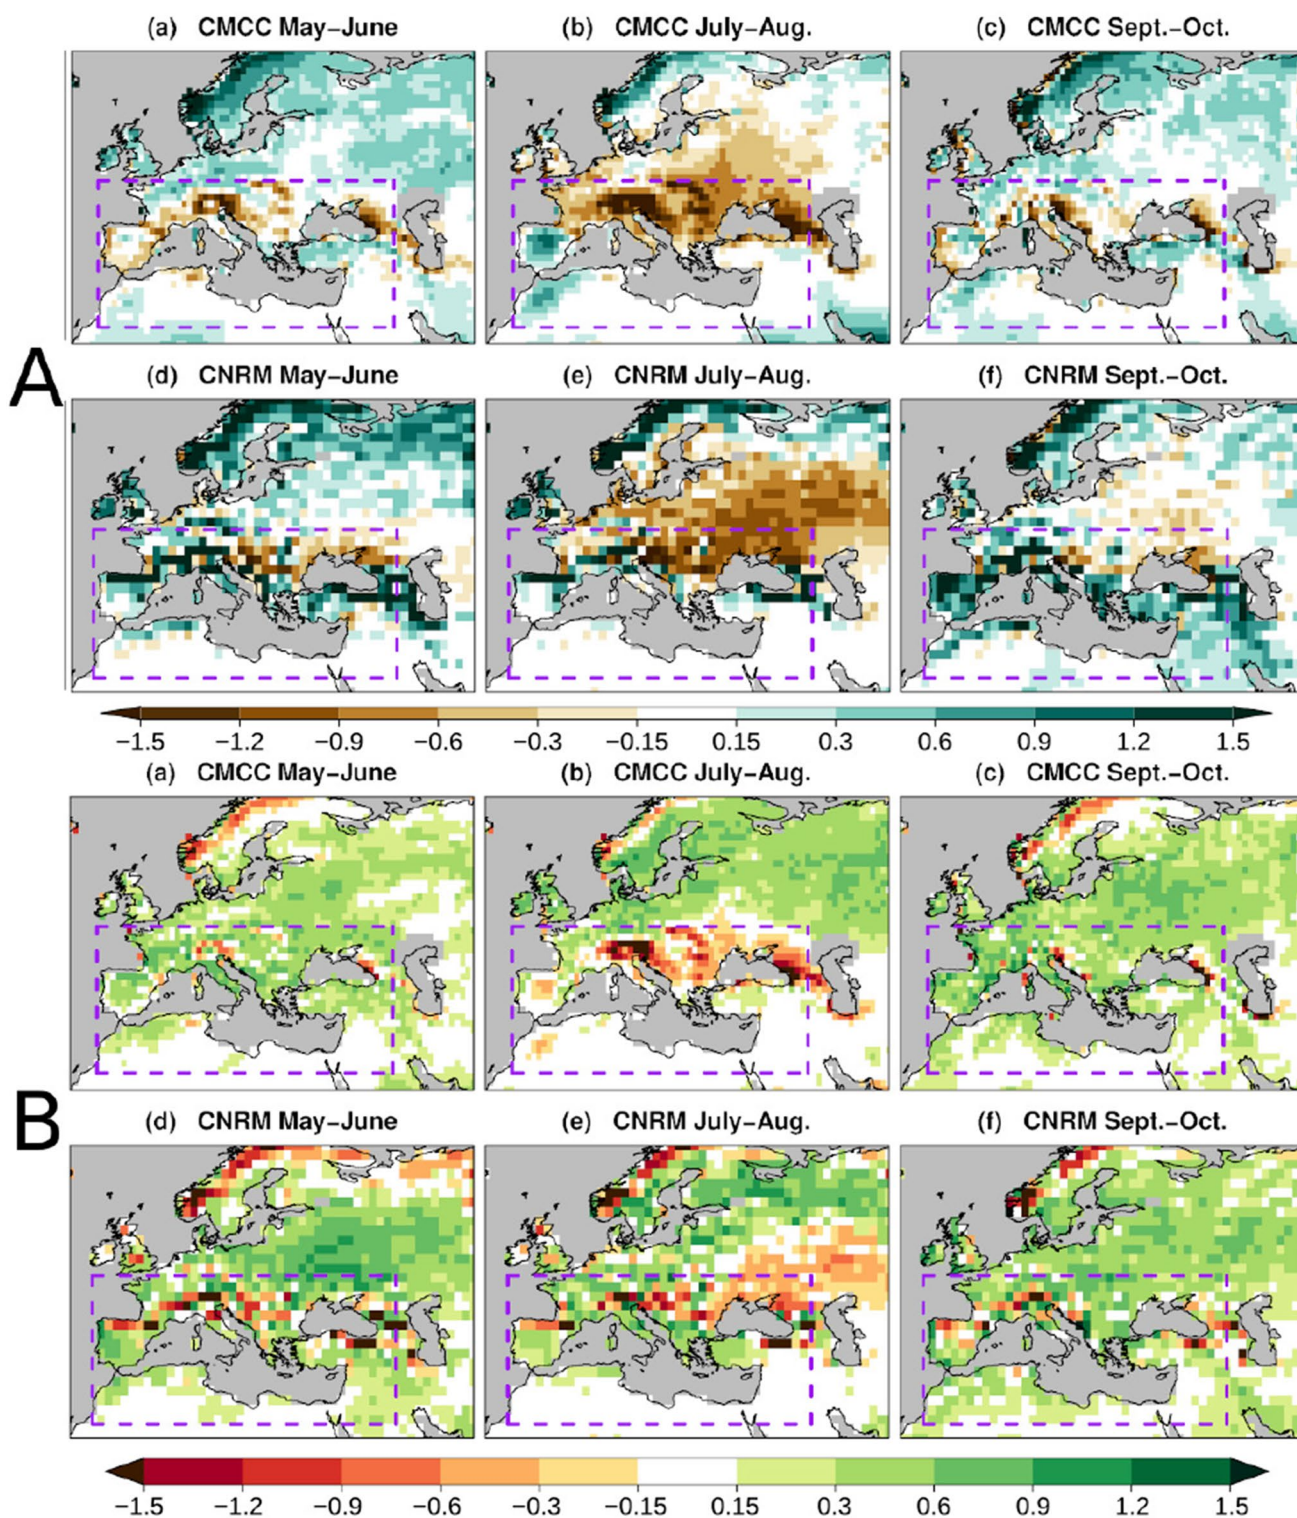 (a) CMCC May–June
(b) CMCC July–Aug.
(c) CMCC Sept.–Oct.
A
(d) CNRM May–June
(e) CNRM July–Aug.
(f) CNRM Sept.–Oct.
−1.5 −1.2 −0.9 −0.6 −0.3 −0.15 0.15 0.3 0.6 0.9 1.2 1.5
(a) CMCC May–June
(b) CMCC July–Aug.
(c) CMCC Sept.–Oct.
B
(d) CNRM May–June
(e) CNRM July–Aug.
(f) CNRM Sept.–Oct.
−1.5 −1.2 −0.9 −0.6 −0.3 −0.15 0.15 0.3 0.6 0.9 1.2 1.5